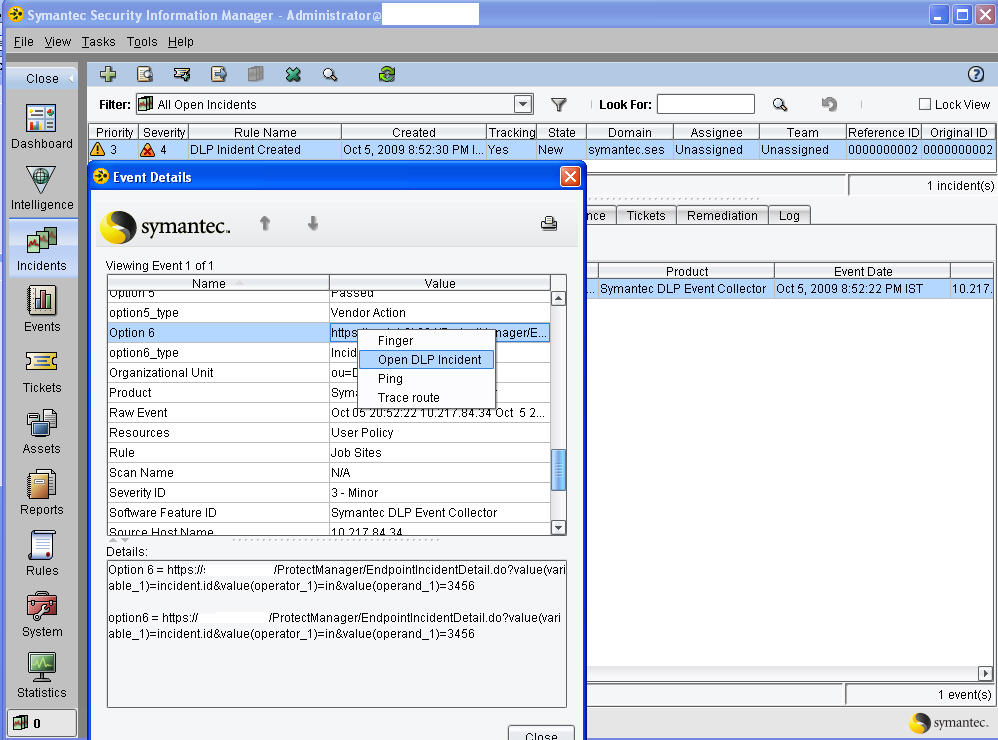 Symantec Security Information Manager - Administrator@
File View Tasks Tools Help
Close
Dashboard
Intelligence
Incidents
Events
Tickets
Assets
Reports
Rules
System
Statistics
0
Filter: All Open Incidents Look For: Lock View
Priority Severity Rule Name Created Tracking State Domain Assignee Team Reference ID Original ID
3 4 DLP Inident Created Oct 5, 2009 8:52:30 PM I... Yes New symantec.ses Unassigned Unassigned 0000000002 0000000002
1 incident(s)
nce Tickets Remediation Log
Product Event Date
... Symantec DLP Event Collector Oct 5, 2009 8:52:22 PM IST 10.217.
1 event(s)
symantec.
Event Details
symantec.
Viewing Event 1 of 1
Name Value
Option 5 Passed
option5_type Vendor Action
Option 6 https nager/E...
option6_type Incid
Organizational Unit ou=D
Product Syma
Raw Event Oct 05 20:52:22 10.217.84.34 Oct 5 2...
Resources User Policy
Rule Job Sites
Scan Name N/A
Severity ID 3 - Minor
Software Feature ID Symantec DLP Event Collector
Source Host Name 10.217.84.34
Finger
Open DLP Incident
Ping
Trace route
Details:
Option 6 = https:// /ProtectManager/EndpointIncidentDetail.do?value(vari
able_1)=incident.id&value(operator_1)=in&value(operand_1)=3456
option6 = https:// /ProtectManager/EndpointIncidentDetail.do?value(vari
able_1)=incident.id&value(operator_1)=in&value(operand_1)=3456
Close